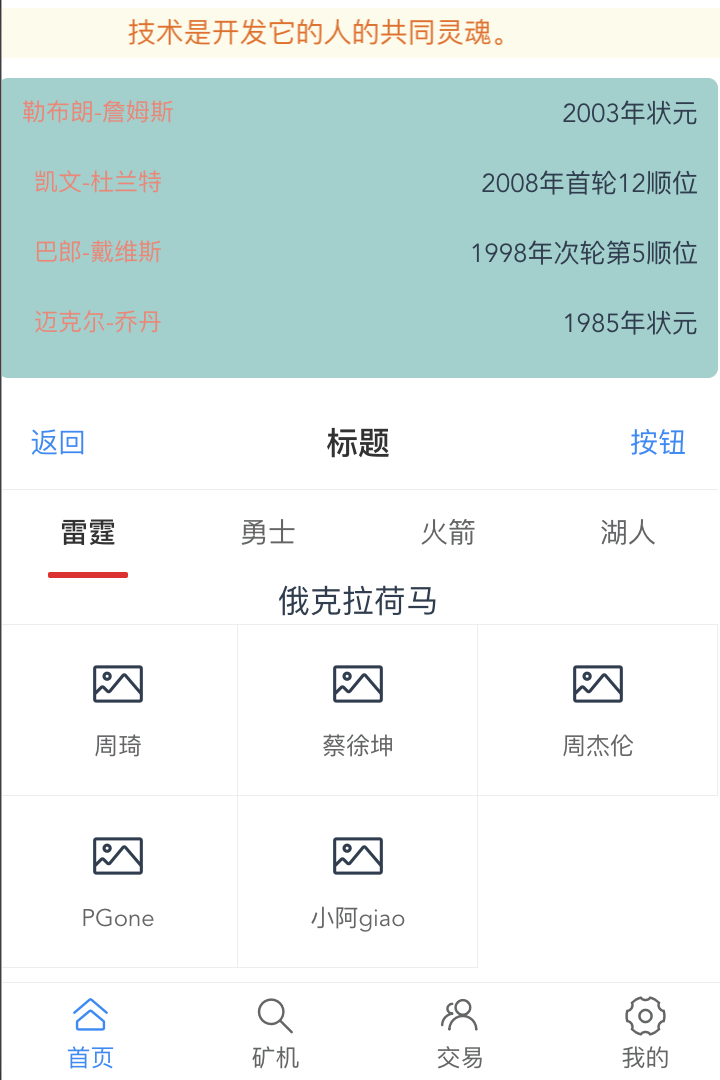 技术是开发它的人的共同灵魂。
勒布朗-詹姆斯 2003年状元
凯文-杜兰特 2008年首轮12顺位
巴郎-戴维斯 1998年次轮第5顺位
迈克尔-乔丹 1985年状元
返回 标题 按钮
雷霆 勇士 火箭 湖人
俄克拉荷马
周琦 蔡徐坤 周杰伦
PGone 小阿giao
首页 矿机 交易 我的